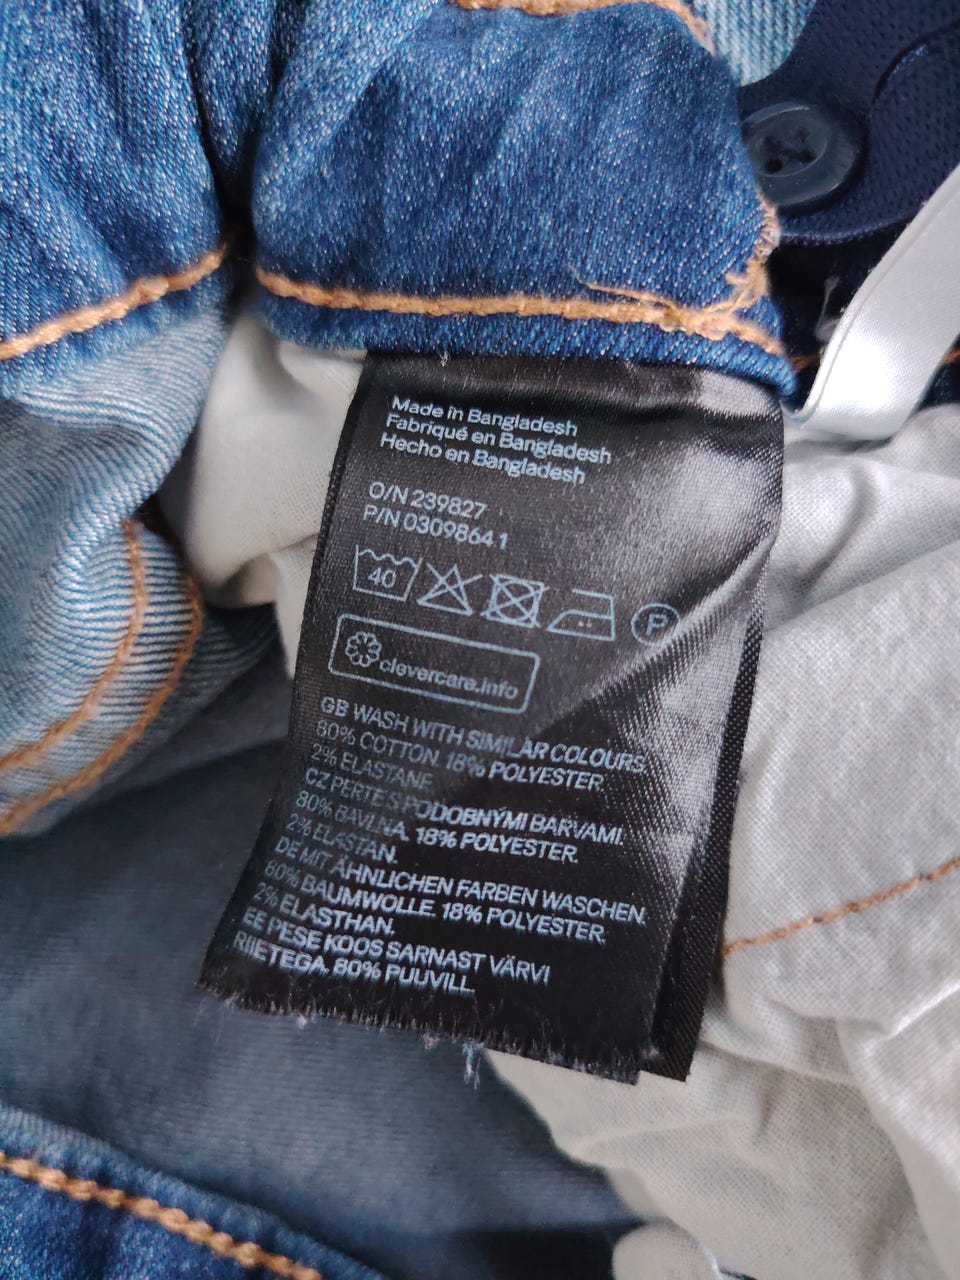 Made in Bangladesh
Fabriqué en Bangladesh
Hecho en Bangladesh
O/N 239827
P/N 03098641
40
P
clevercare.info
GB WASH WITH SIMILAR COLOURS.
80% COTTON. 18% POLYESTER.
2% ELASTANE
CZ PERTE S PODOBNÝMI BARVAMI.
80% BAVLNA. 18% POLYESTER.
2% ELASTAN.
DE MIT ÄHNLICHEN FARBEN WASCHEN.
80% BAUMWOLLE. 18% POLYESTER.
2% ELASTHAN.
EE PESE KOOS SARNAST VÄRVI
RIIETEGA. 80% PUUVILL.